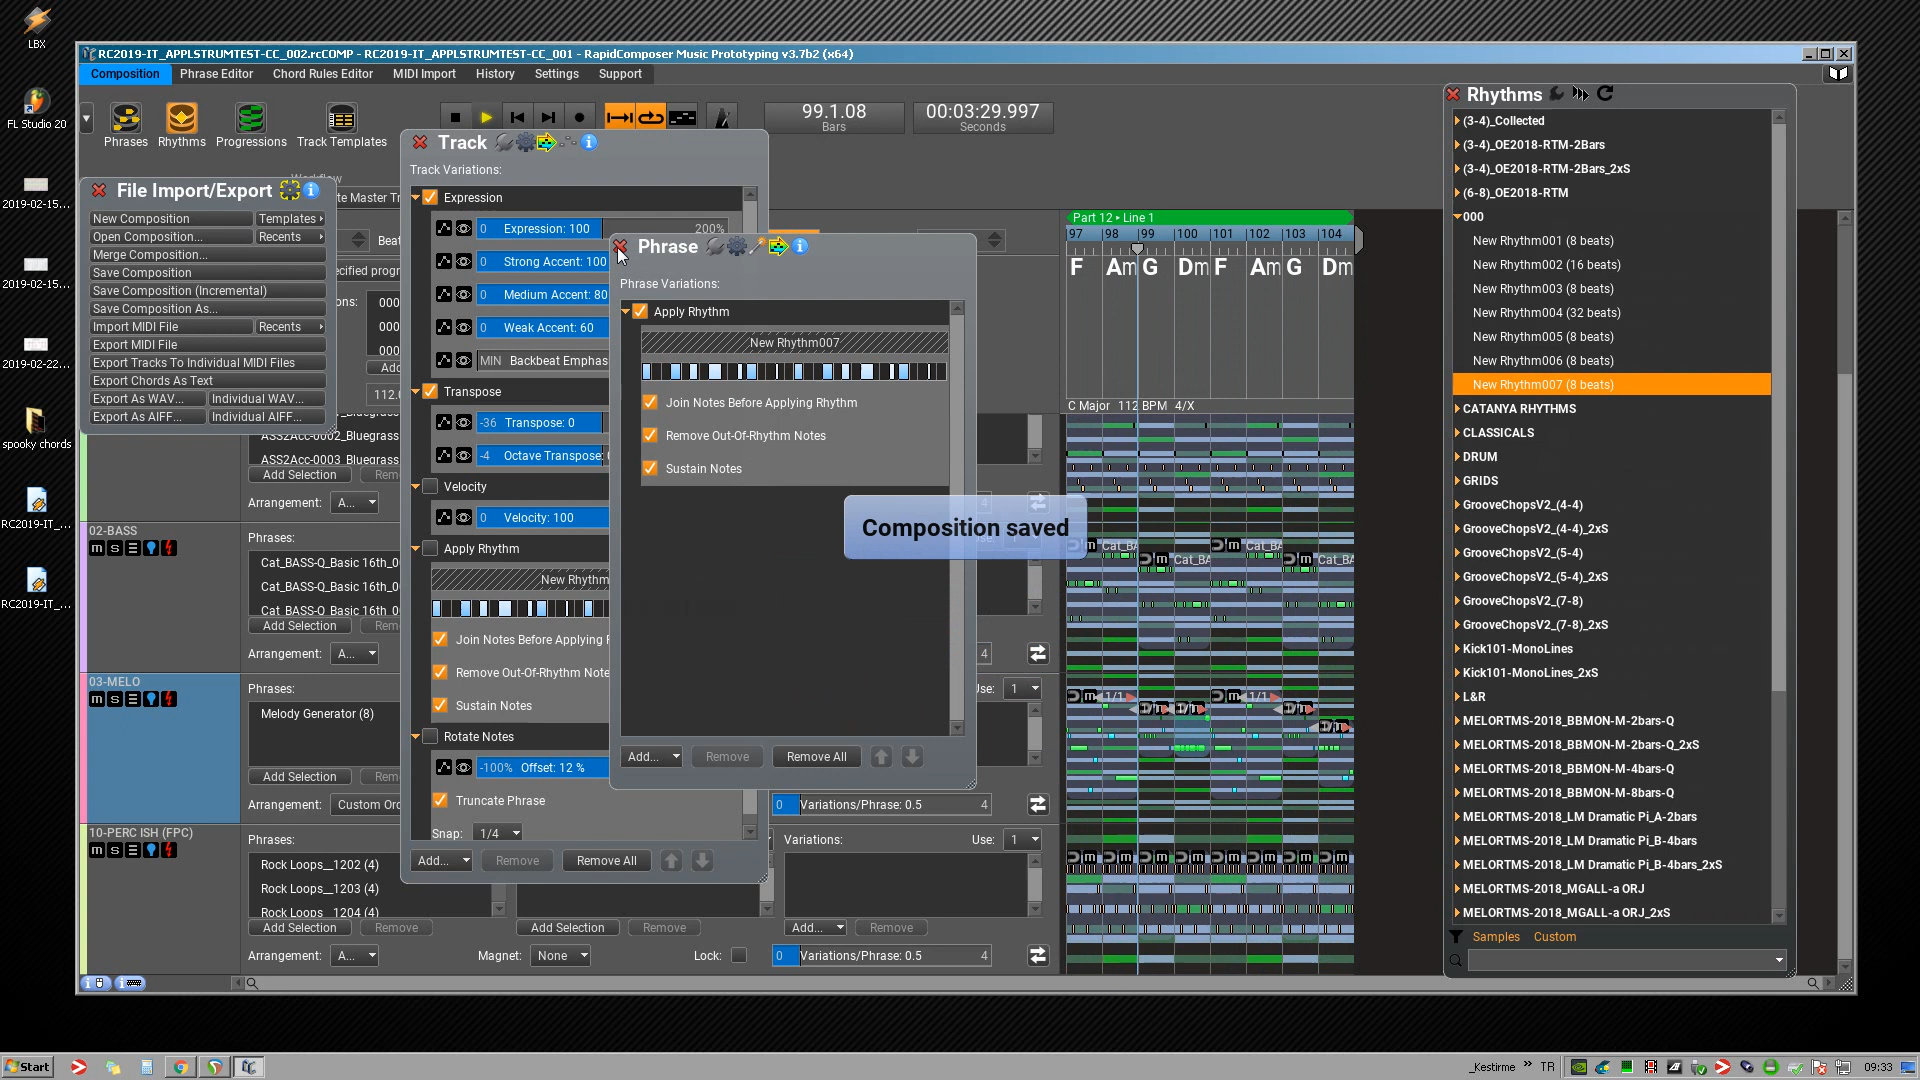 LBX
FL Studio 20
2019-02-15...
2019-02-15...
2019-02-22...
spooky chords
RC2019-IT_...
RC2019-IT_...
RC2019-IT_APPLSTRUMTEST-CC_002.rcCOMP - RC2019-IT_APPLSTRUMTEST-CC_001 - RapidComposer Music Prototyping v3.7b2 (x64)
Composition Phrase Editor Chord Rules Editor MIDI Import History Settings Support
Phrases Rhythms Progressions Track Templates
99.1.08
Bars
00:03:29.997
Seconds
File Import/Export
New Composition Templates
Open Composition... Recents
Merge Composition...
Save Composition
Save Composition (Incremental)
Save Composition As...
Import MIDI File Recents
Export MIDI File
Export Tracks To Individual MIDI Files
Export Chords As Text
Export As WAV... Individual WAV...
Export As AIFF... Individual AIFF...
Track
Track Variations:
Expression
0 Expression: 100 200%
0 Strong Accent: 100
0 Medium Accent: 80
0 Weak Accent: 60
MIN Backbeat Emphas
Transpose
-36 Transpose: 0
-4 Octave Transpose:
Velocity
0 Velocity: 100
Apply Rhythm
New Rhythm
Join Notes Before Applying
Remove Out-Of-Rhythm Note
Sustain Notes
Rotate Notes
-100% Offset: 12 %
Truncate Phrase
Snap: 1/4
Add... Remove Remove All
Phrase
Phrase Variations:
Apply Rhythm
New Rhythm007
Join Notes Before Applying Rhythm
Remove Out-Of-Rhythm Notes
Sustain Notes
Add... Remove Remove All
Composition saved
Part 12 Line 1
97 98 99 100 101 102 103 104
F Am G Dm F Am G Dm
C Major 112 BPM 4/X
ASS2Acc-0002_Bluegrass
ASS2Acc-0003_Bluegrass
Add Selection Rem
Arrangement: A...
02-BASS
m s
Phrases:
Cat_BASS-Q_Basic 16th_0
Cat_BASS-Q_Basic 16th_0
Cat_BASS-Q_Basic 16th_0
Add Selection Rem
Arrangement: A... 4
03-MELO
m s
Phrases: 1
Melody Generator (8)
Add Selection Rem
Arrangement: Custom Orc
0 Variations/Phrase: 0.5 4
10-PERC ISH (FPC)
m s
Phrases: Variations: Use: 1
Rock Loops__1202 (4)
Rock Loops__1203 (4)
Rock Loops__1204 (4)
Add Selection Remove Add Selection Remove Add... Remove
Arrangement: A... Magnet: None Lock: 0 Variations/Phrase: 0.5 4
Rhythms
(3-4)_Collected
(3-4)_OE2018-RTM-2Bars
(3-4)_OE2018-RTM-2Bars_2xS
(6-8)_OE2018-RTM
000
New Rhythm001 (8 beats)
New Rhythm002 (16 beats)
New Rhythm003 (8 beats)
New Rhythm004 (32 beats)
New Rhythm005 (8 beats)
New Rhythm006 (8 beats)
New Rhythm007 (8 beats)
CATANYA RHYTHMS
CLASSICALS
DRUM
GRIDS
GrooveChopsV2_(4-4)
GrooveChopsV2_(4-4)_2xS
GrooveChopsV2_(5-4)
GrooveChopsV2_(5-4)_2xS
GrooveChopsV2_(7-8)
GrooveChopsV2_(7-8)_2xS
Kick101-MonoLines
Kick101-MonoLines_2xS
L&R
MELORTMS-2018_BBMON-M-2bars-Q
MELORTMS-2018_BBMON-M-2bars-Q_2xS
MELORTMS-2018_BBMON-M-4bars-Q
MELORTMS-2018_BBMON-M-8bars-Q
MELORTMS-2018_LM Dramatic Pi_A-2bars
MELORTMS-2018_LM Dramatic Pi_B-4bars
MELORTMS-2018_LM Dramatic Pi_B-4bars_2xS
MELORTMS-2018_MGALL-a ORJ
MELORTMS-2018_MGALL-a ORJ_2xS
Samples Custom
Start
_Kestirme TR 09:33